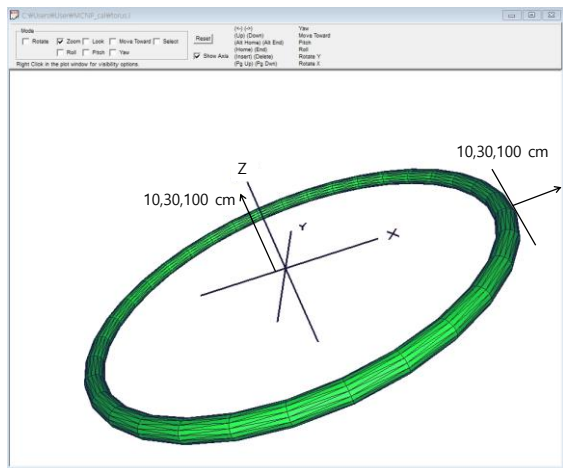 Mode
Rotate Zoom Look Move Toward Select
Roll Pitch Yaw
Reset
Show Axis
(<-) (->) Yaw
(Up) (Down) Move Toward
(Alt Home) (Alt End) Pitch
(Home) (End) Roll
(Insert) (Delete) Rotate Y
(Pg Up) (Pg Dwn) Rotate X
Right Click in the plot window for visibility options.
10,30,100 cm
Z
10,30,100 cm
Y
X